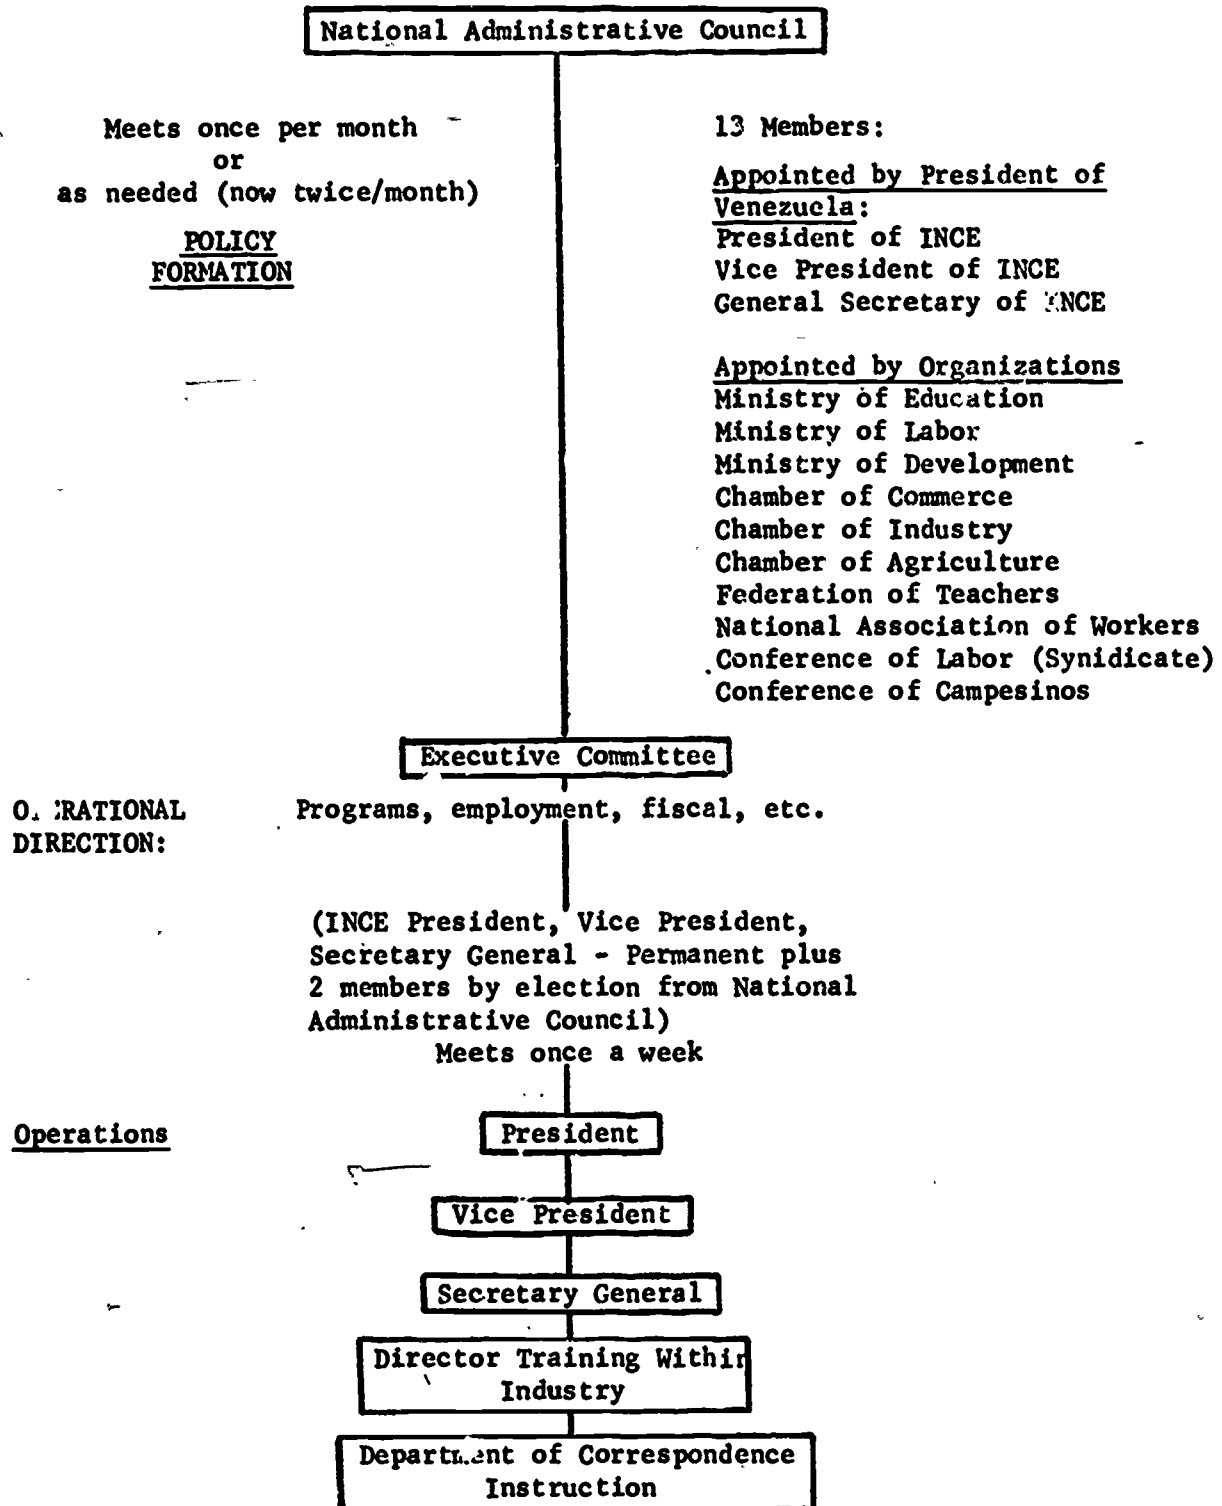 National Administrative Council
Meets once per month
or
as needed (now twice/month)
POLICY
FORMATION
13 Members:
Appointed by President of
Venezuela:
President of INCE
Vice President of INCE
General Secretary of INCE
Appointed by Organizations
Ministry of Education
Ministry of Labor
Ministry of Development
Chamber of Commerce
Chamber of Industry
Chamber of Agriculture
Federation of Teachers
National Association of Workers
Conference of Labor (Synidicate)
Conference of Campesinos
Executive Committee
OPERATIONAL
DIRECTION:
Programs, employment, fiscal, etc.
(INCE President, Vice President,
Secretary General - Permanent plus
2 members by election from National
Administrative Council)
Meets once a week
Operations
President
Vice President
Secretary General
Director Training Within
Industry
Department of Correspondence
Instruction